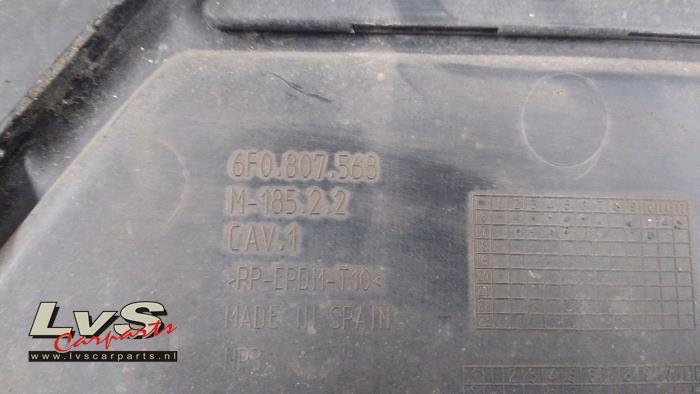 6F0.807.568
M-185.2.2
CAV.1
>PP-EPDM-T10<
MADE IN SPAIN
LvS
Carparts
www.lvscarparts.nl